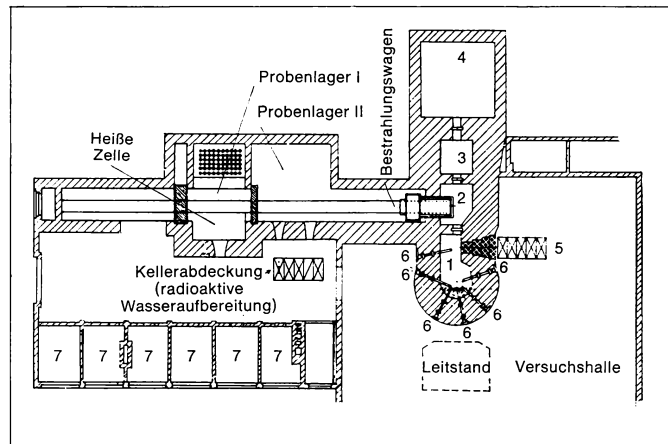 4
Probenlager I
Probenlager II
Bestrahlungswagen
Heiße
Zelle
3
2
1
5
6
6
6
6
6
6
Kellerabdeckung
(radioaktive
Wasseraufbereitung)
7
7
7
7
7
7
Leitstand
Versuchshalle